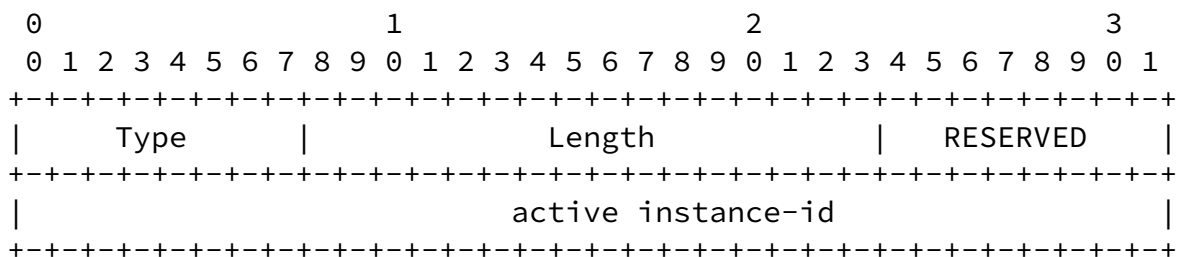 0                   1                   2                   3
 0 1 2 3 4 5 6 7 8 9 0 1 2 3 4 5 6 7 8 9 0 1 2 3 4 5 6 7 8 9 0 1
+-+-+-+-+-+-+-+-+-+-+-+-+-+-+-+-+-+-+-+-+-+-+-+-+-+-+-+-+-+-+-+-+
|     Type      |             Length            |   RESERVED    |
+-+-+-+-+-+-+-+-+-+-+-+-+-+-+-+-+-+-+-+-+-+-+-+-+-+-+-+-+-+-+-+-+
|                           active instance-id                  |
+-+-+-+-+-+-+-+-+-+-+-+-+-+-+-+-+-+-+-+-+-+-+-+-+-+-+-+-+-+-+-+-+